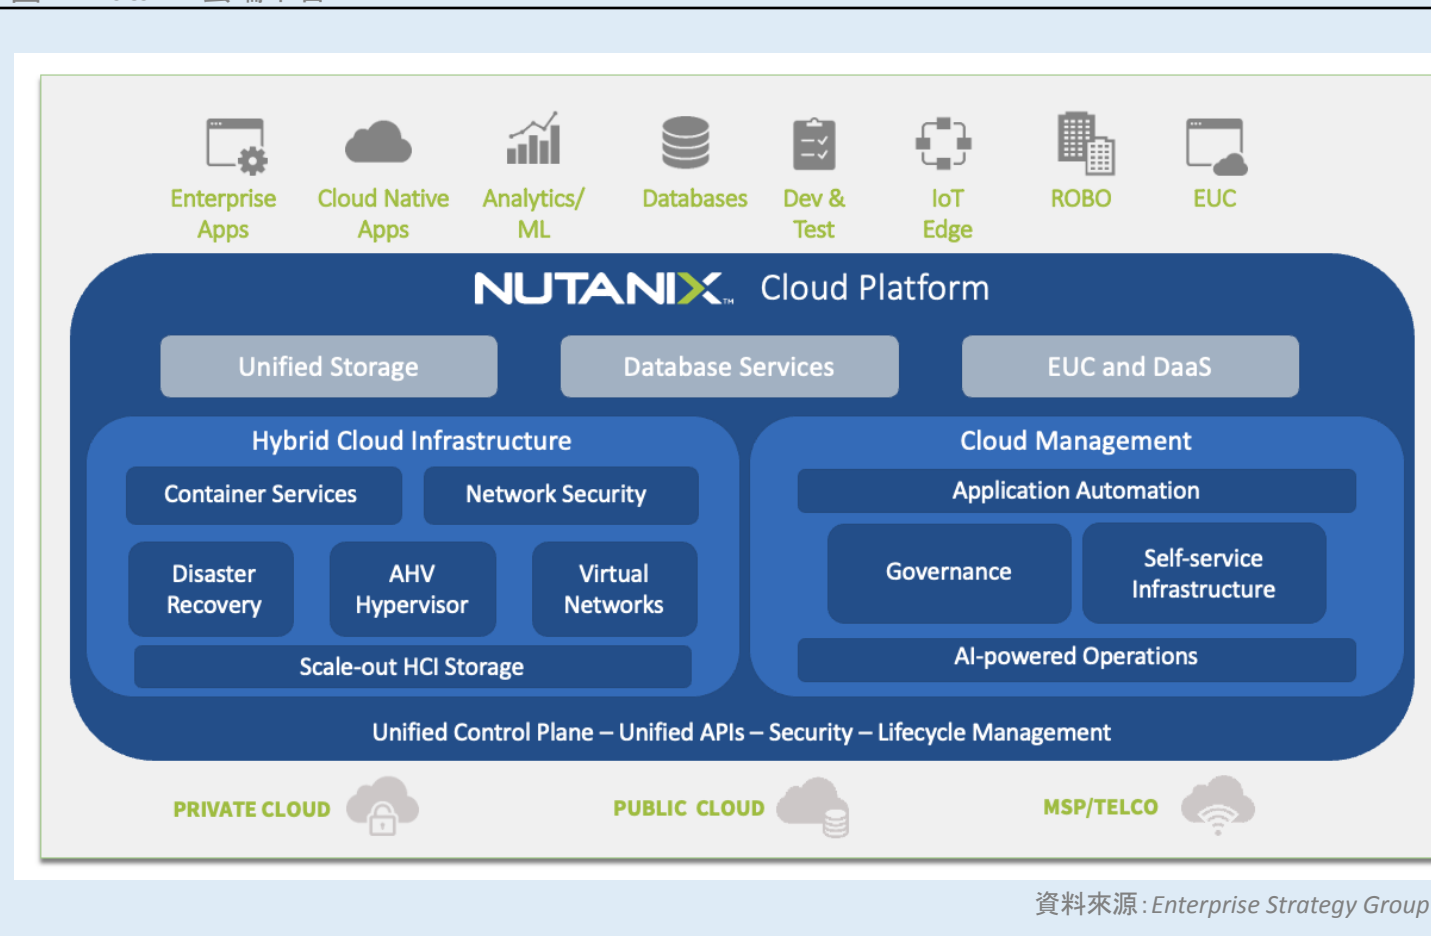 Enterprise Apps
Cloud Native Apps
Analytics/ ML
Databases
Dev & Test
IoT Edge
ROBO
EUC
NUTANIX™ Cloud Platform
Unified Storage
Database Services
EUC and DaaS
Hybrid Cloud Infrastructure
Container Services
Network Security
Disaster Recovery
AHV Hypervisor
Virtual Networks
Scale-out HCI Storage
Cloud Management
Application Automation
Governance
Self-service Infrastructure
AI-powered Operations
Unified Control Plane – Unified APIs – Security – Lifecycle Management
PRIVATE CLOUD
PUBLIC CLOUD
MSP/TELCO
資料來源：Enterprise Strategy Group